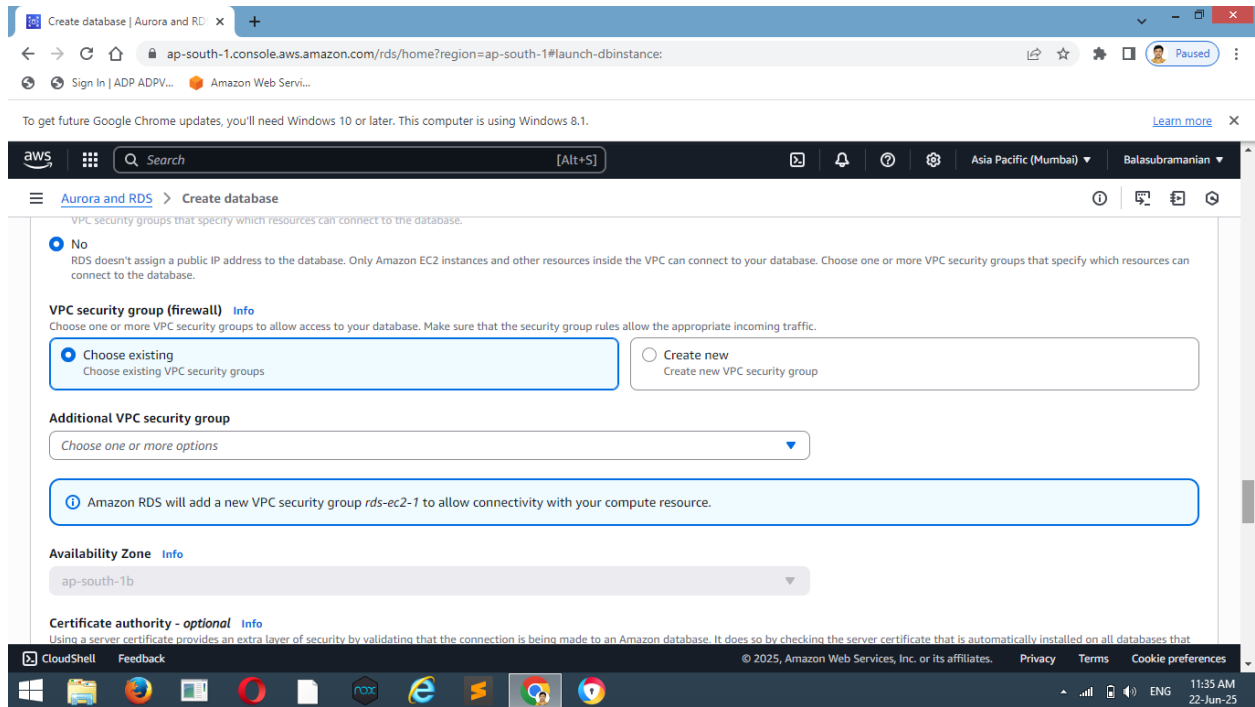 Create database | Aurora and RD
ap-south-1.console.aws.amazon.com/rds/home?region=ap-south-1#launch-dbinstance:
Paused
Sign In | ADP ADPV...
Amazon Web Servi...
To get future Google Chrome updates, you'll need Windows 10 or later. This computer is using Windows 8.1.
Learn more
aws
Search
[Alt+S]
Asia Pacific (Mumbai)
Balasubramanian
Aurora and RDS > Create database
VPC security groups that specify which resources can connect to the database.
No
RDS doesn't assign a public IP address to the database. Only Amazon EC2 instances and other resources inside the VPC can connect to your database. Choose one or more VPC security groups that specify which resources can
connect to the database.
VPC security group (firewall) Info
Choose one or more VPC security groups to allow access to your database. Make sure that the security group rules allow the appropriate incoming traffic.
Choose existing
Choose existing VPC security groups
Create new
Create new VPC security group
Additional VPC security group
Choose one or more options
Amazon RDS will add a new VPC security group rds-ec2-1 to allow connectivity with your compute resource.
Availability Zone Info
ap-south-1b
Certificate authority - optional Info
Using a server certificate provides an extra layer of security by validating that the connection is being made to an Amazon database. It does so by checking the server certificate that is automatically installed on all databases that
CloudShell
Feedback
© 2025, Amazon Web Services, Inc. or its affiliates.
Privacy
Terms
Cookie preferences
nox
ENG
11:35 AM
22-Jun-25